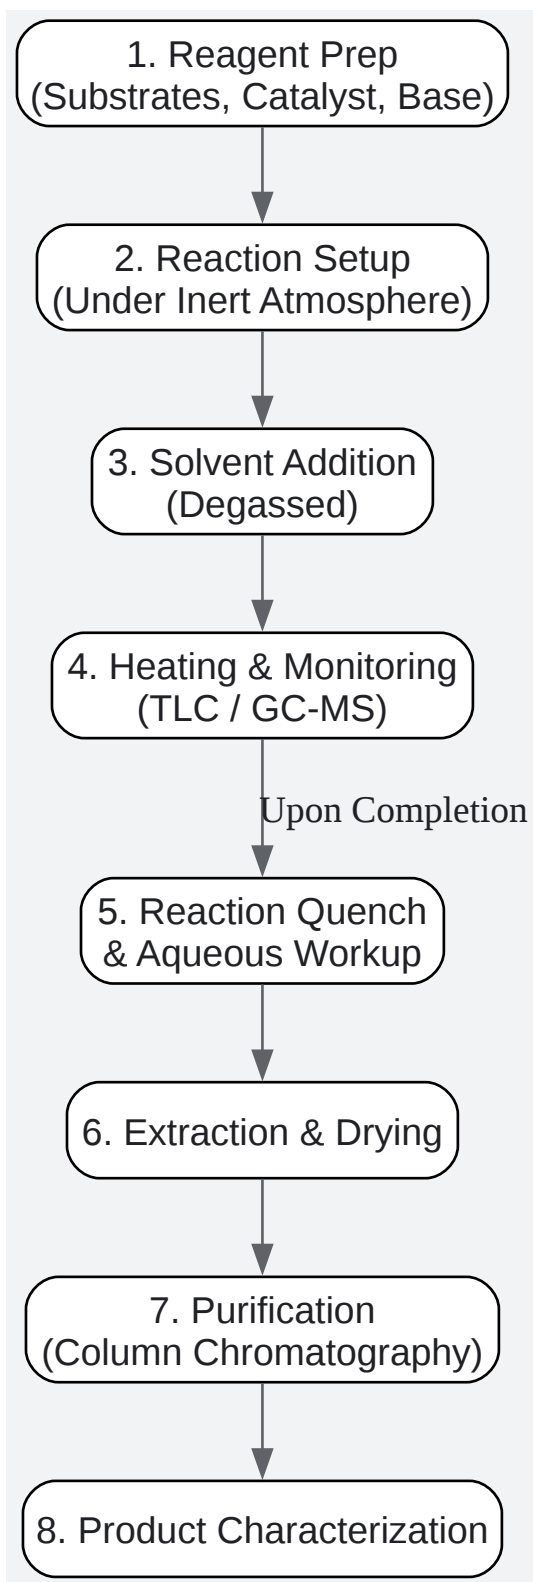 1. Reagent Prep
(Substrates, Catalyst, Base)
2. Reaction Setup
(Under Inert Atmosphere)
3. Solvent Addition
(Degassed)
4. Heating & Monitoring
(TLC / GC-MS)
Upon Completion
5. Reaction Quench
& Aqueous Workup
6. Extraction & Drying
7. Purification
(Column Chromatography)
8. Product Characterization